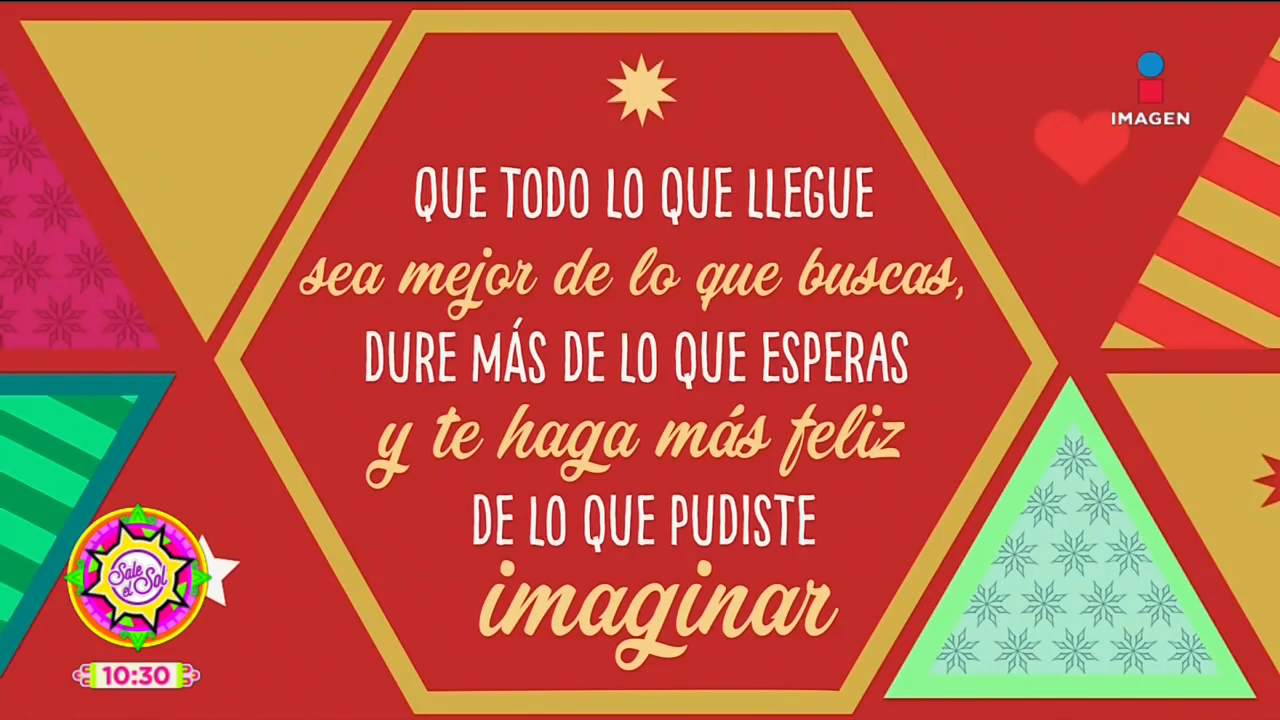 IMAGEN
QUE TODO LO QUE LLEGUE
sea mejor de lo que buscas,
DURE MÁS DE LO QUE ESPERAS
y te haga más feliz
DE LO QUE PUDISTE
imaginar
Sale
el Sol
10:30